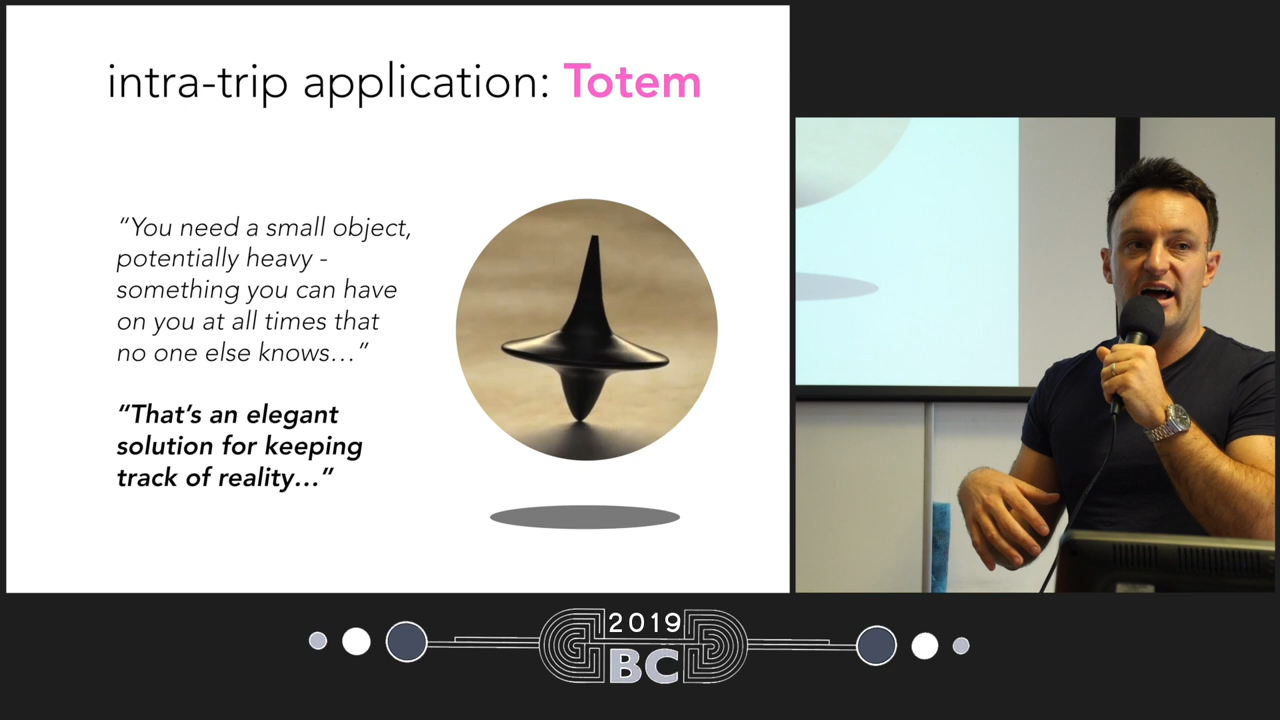 intra-trip application: Totem
“You need a small object,
potentially heavy -
something you can have
on you at all times that
no one else knows…”
“That’s an elegant
solution for keeping
track of reality…”
2019
BC